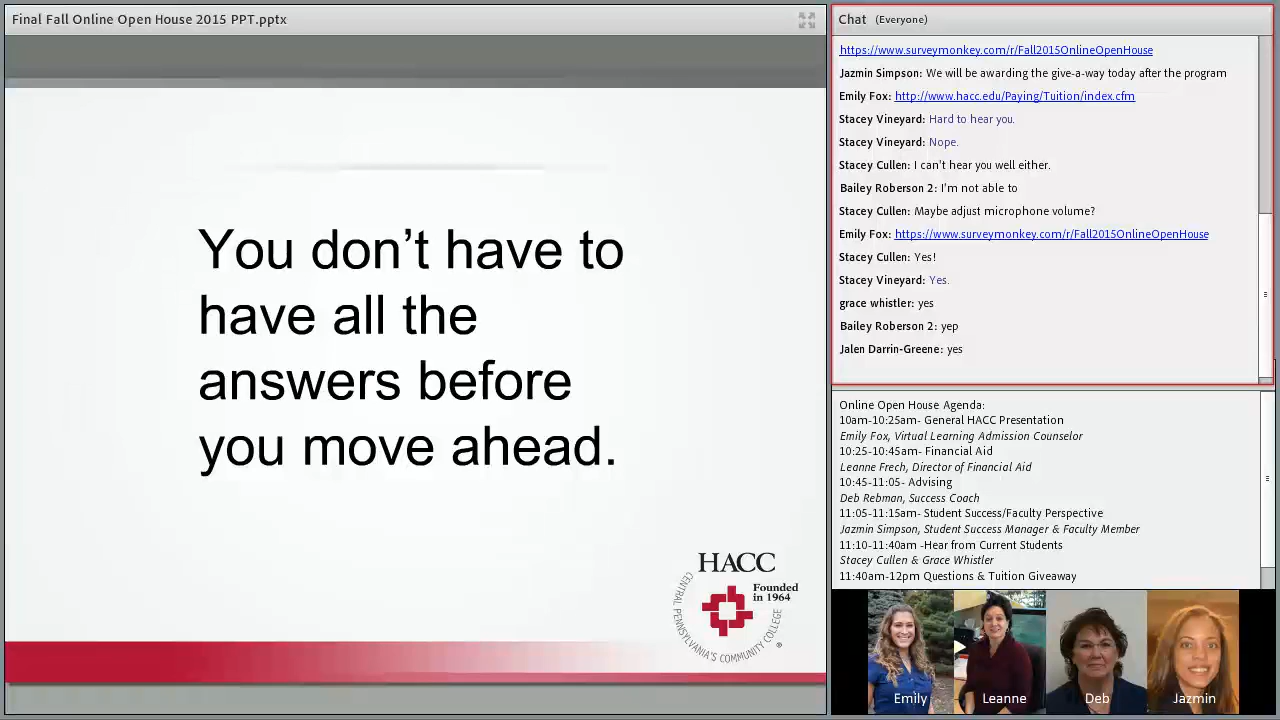 Final Fall Online Open House 2015 PPT.pptx
You don’t have to
have all the
answers before
you move ahead.
HACC
Founded
in 1964
CENTRAL PENNSYLVANIA'S COMMUNITY COLLEGE
®
Chat (Everyone)
https://www.surveymonkey.com/r/Fall2015OnlineOpenHouse
Jazmin Simpson: We will be awarding the give-a-way today after the program
Emily Fox: http://www.hacc.edu/Paying/Tuition/index.cfm
Stacey Vineyard: Hard to hear you.
Stacey Vineyard: Nope.
Stacey Cullen: I can't hear you well either.
Bailey Roberson 2: I'm not able to
Stacey Cullen: Maybe adjust microphone volume?
Emily Fox: https://www.surveymonkey.com/r/Fall2015OnlineOpenHouse
Stacey Cullen: Yes!
Stacey Vineyard: Yes.
grace whistler: yes
Bailey Roberson 2: yep
Jalen Darrin-Greene: yes
Online Open House Agenda:
10am-10:25am- General HACC Presentation
Emily Fox, Virtual Learning Admission Counselor
10:25-10:45am- Financial Aid
Leanne Frech, Director of Financial Aid
10:45-11:05- Advising
Deb Rebman, Success Coach
11:05-11:15am- Student Success/Faculty Perspective
Jazmin Simpson, Student Success Manager & Faculty Member
11:10-11:40am -Hear from Current Students
Stacey Cullen & Grace Whistler
11:40am-12pm Questions & Tuition Giveaway
Emily
Leanne
Deb
Jazmin